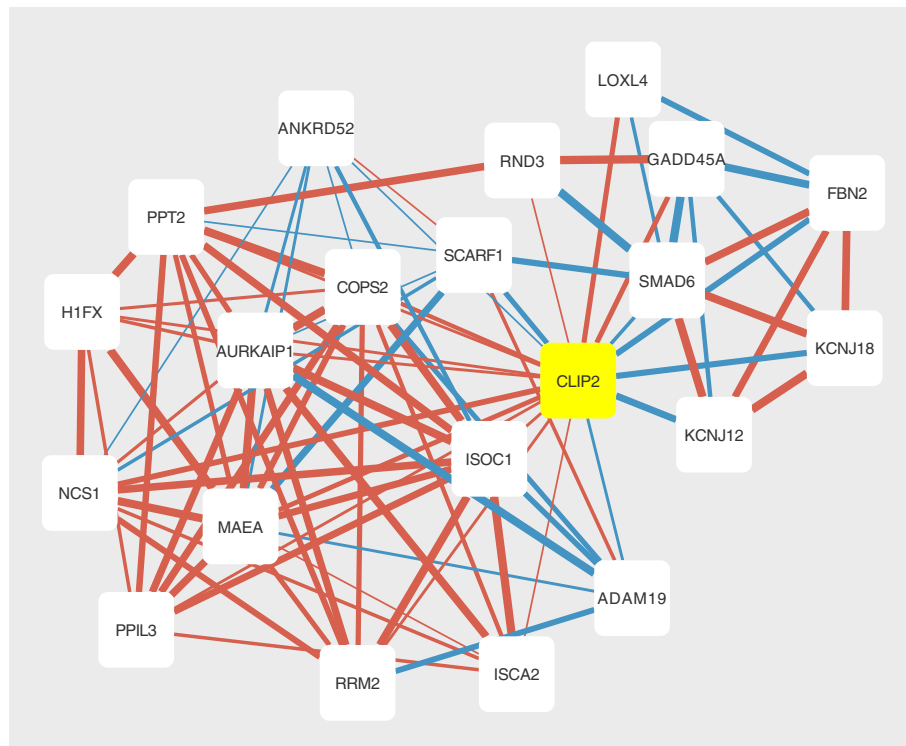 LOXL4
ANKRD52
RND3
GADD45A
FBN2
PPT2
SCARF1
COPS2
SMAD6
H1FX
AURKAIP1
KCNJ18
CLIP2
KCNJ12
ISOC1
NCS1
MAEA
ADAM19
PPIL3
ISCA2
RRM2